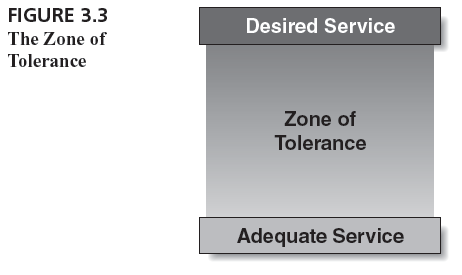 FIGURE 3.3
The Zone of
Tolerance
Desired Service
Zone of
Tolerance
Adequate Service